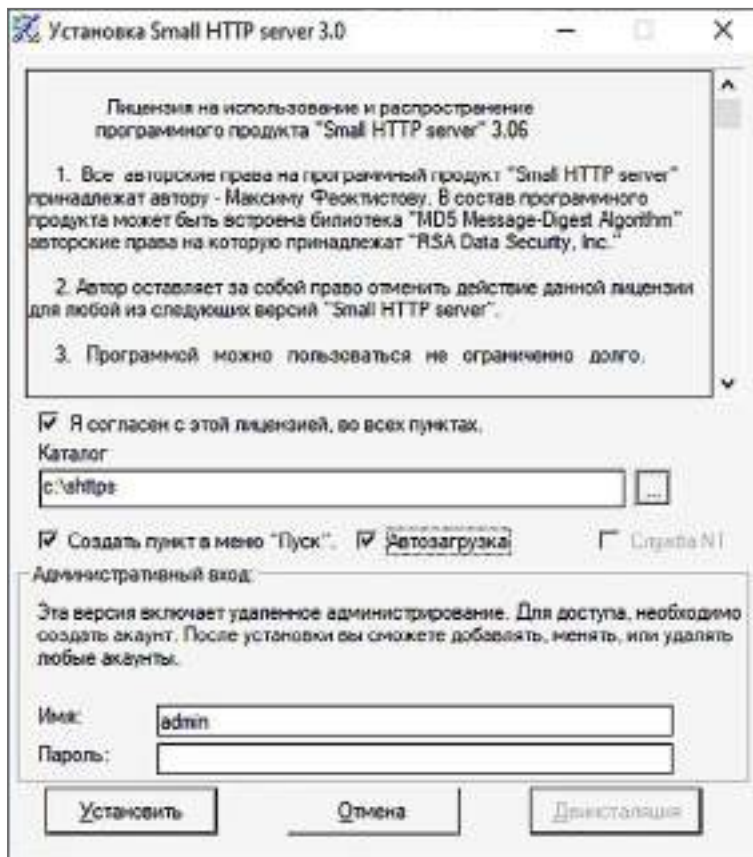 Установка Small HTTP server 3.0
Лицензия на использование и распространение
программного продукта "Small HTTP server" 3.06
1. Все авторские права на программный продукт "Small HTTP server"
принадлежат автору - Максиму Феоктистову. В состав программного
продукта может быть встроена билиотека "MD5 Message-Digest Algorithm"
авторские права на которую принадлежат "RSA Data Security, Inc."
2. Автор оставляет за собой право отменить действие данной лицензии
для любой из следующих версий "Small HTTP server".
3. Программой можно пользоваться не ограниченно долго.
Я согласен с этой лицензией, во всех пунктах.
Каталог
c:\shttps
...
Создать пункт в меню "Пуск". Автозагрузка Служба NT
Административный вход:
Эта версия включает удаленное администрирование. Для доступа, необходимо
создать акаунт. После установки вы сможете добавлять, менять, или удалять
любые акаунты.
Имя: admin
Пароль:
Установить Отмена Деинсталяция